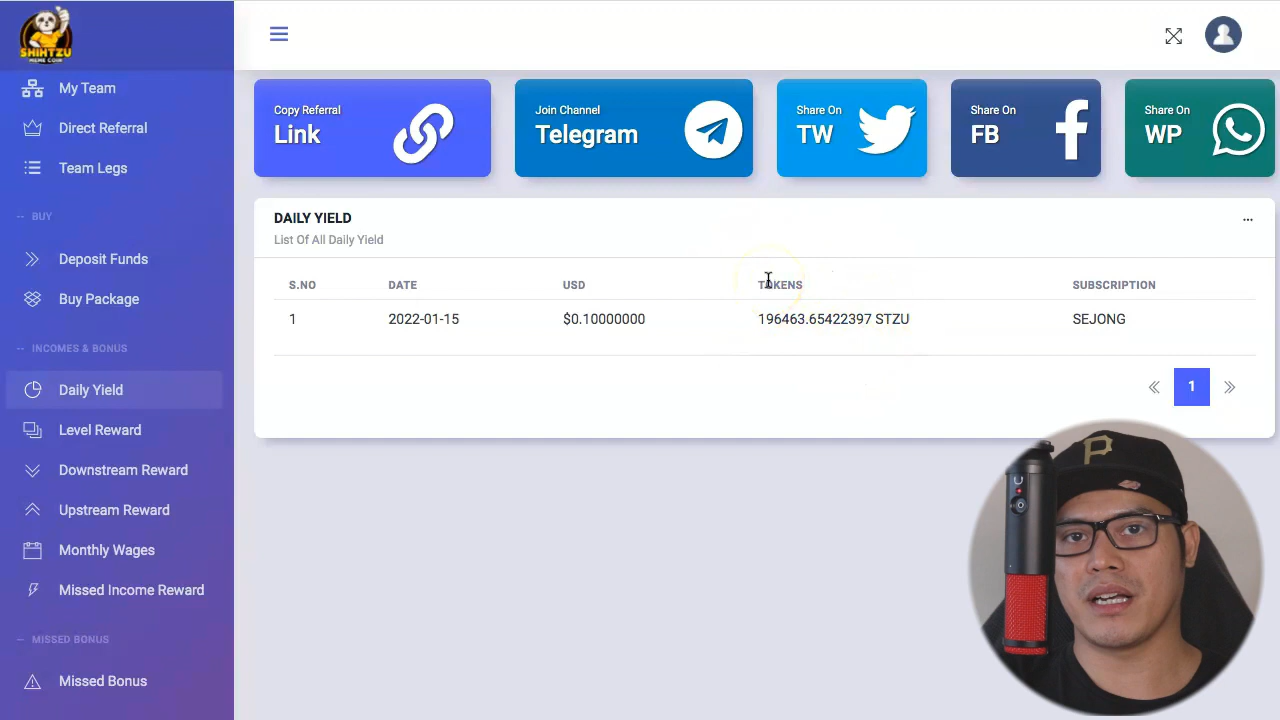 SHIHTZU
MEME COIN
My Team
Direct Referral
Team Legs
-- BUY
Deposit Funds
Buy Package
-- INCOMES & BONUS
Daily Yield
Level Reward
Downstream Reward
Upstream Reward
Monthly Wages
Missed Income Reward
-- MISSED BONUS
Missed Bonus
Copy Referral
Link
Join Channel
Telegram
Share On
TW
Share On
FB
Share On
WP
DAILY YIELD
...
List Of All Daily Yield
S.NO DATE USD TOKENS SUBSCRIPTION
1 2022-01-15 $0.10000000 196463.65422397 STZU SEJONG
« 1 »
P